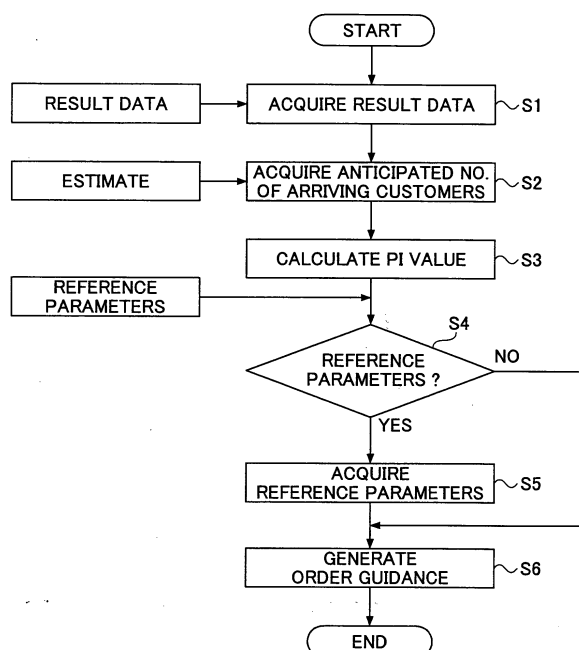 START
RESULT DATA
ACQUIRE RESULT DATA
S1
ESTIMATE
ACQUIRE ANTICIPATED NO.
OF ARRIVING CUSTOMERS
S2
CALCULATE PI VALUE
S3
REFERENCE
PARAMETERS
S4
REFERENCE
PARAMETERS ?
NO
YES
ACQUIRE
REFERENCE PARAMETERS
S5
GENERATE
ORDER GUIDANCE
S6
END